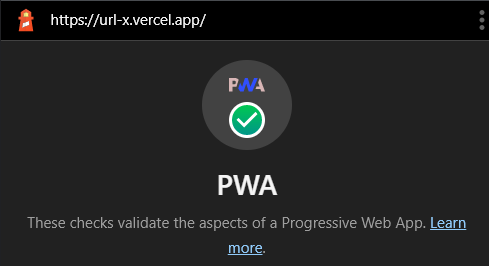 https://url-x.vercel.app/
PWA
PWA
These checks validate the aspects of a Progressive Web App. Learn
more.